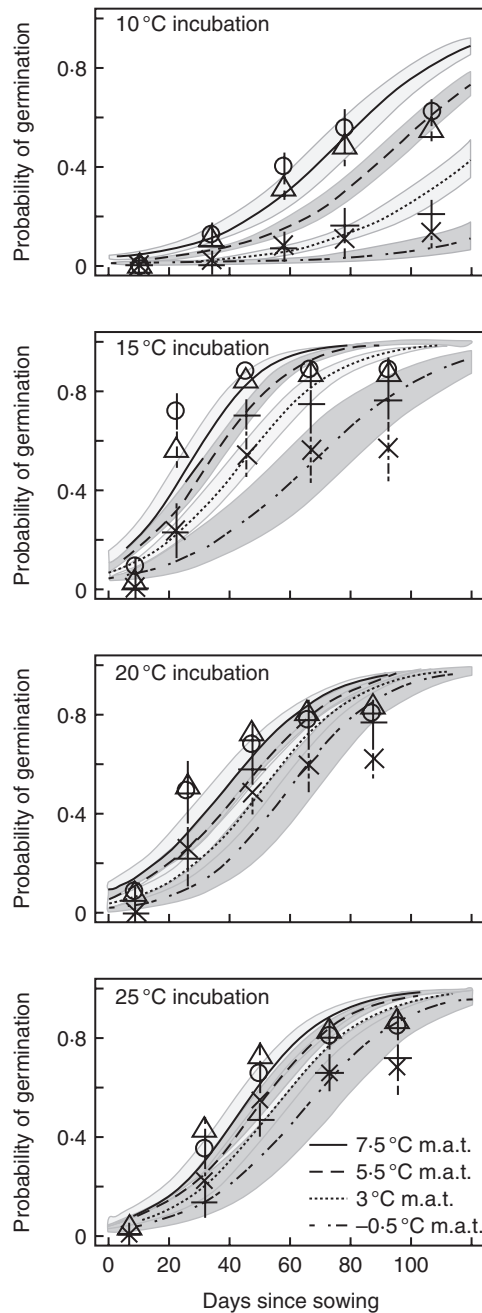 10 °C incubation
Probability of germination
0·8
0·4
0
15 °C incubation
Probability of germination
0·8
0·4
0
20 °C incubation
Probability of germination
0·8
0·4
0
25 °C incubation
Probability of germination
0·8
0·4
0
7·5 °C m.a.t.
5·5 °C m.a.t.
3 °C m.a.t.
–0·5 °C m.a.t.
0 20 40 60 80 100
Days since sowing